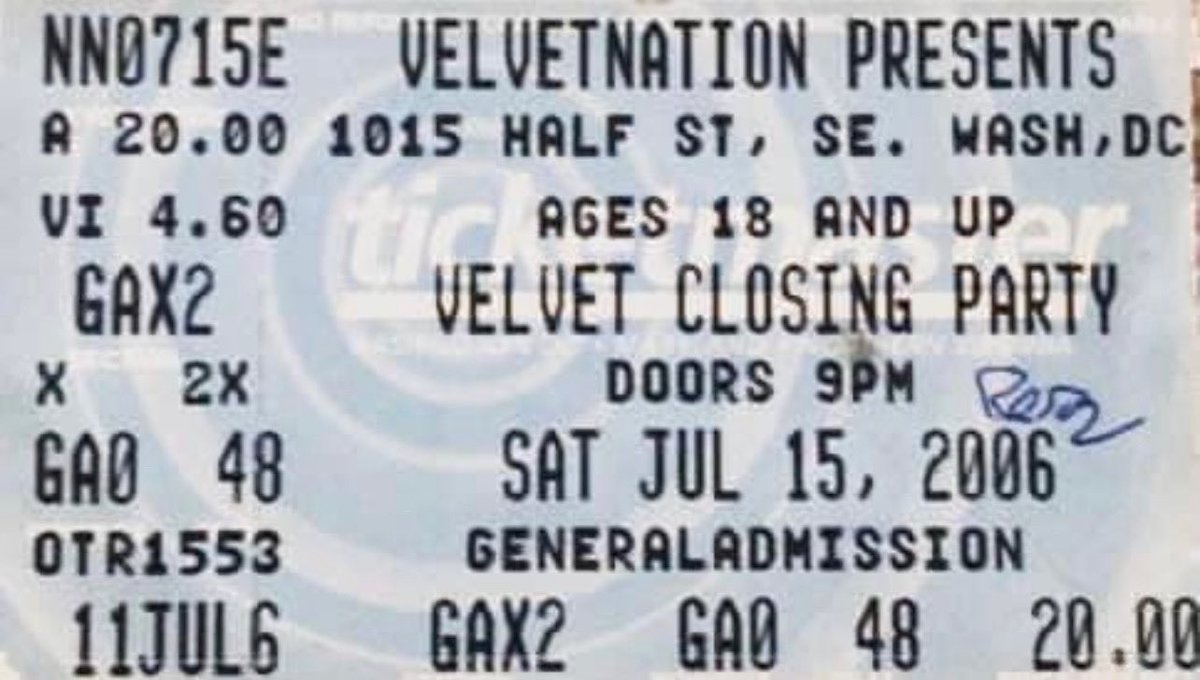 NN0715E VELVETNATION PRESENTS
A 20.00 1015 HALF ST, SE. WASH,DC
VI 4.60 AGES 18 AND UP
ticketmaster
GAX2 VELVET CLOSING PARTY
X 2X DOORS 9PM
GA0 48 SAT JUL 15, 2006
OTR1553 GENERALADMISSION
11JUL6 GAX2 GA0 48 20.00